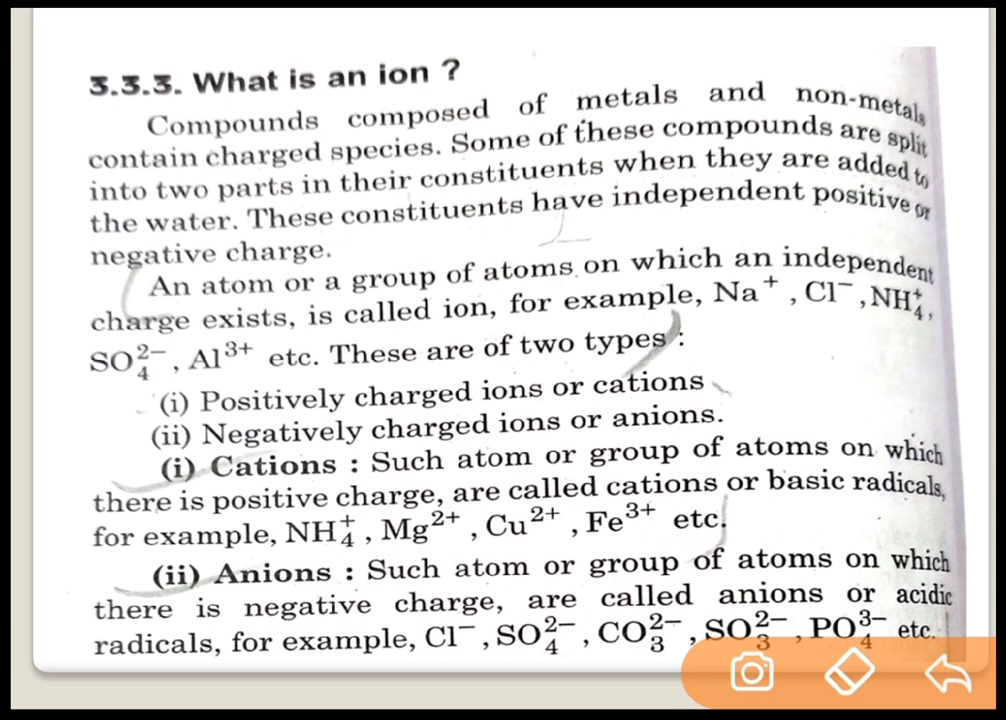 3.3.3. What is an ion ?
Compounds composed of metals and non-metals
contain charged species. Some of these compounds are split
into two parts in their constituents when they are added to
the water. These constituents have independent positive or
negative charge.
An atom or a group of atoms on which an independent
charge exists, is called ion, for example, Na⁺ , Cl⁻ , NH₄⁺ ,
SO₄²⁻ , Al³⁺ etc. These are of two types :
(i) Positively charged ions or cations
(ii) Negatively charged ions or anions.
(i) Cations : Such atom or group of atoms on which
there is positive charge, are called cations or basic radicals,
for example, NH₄⁺ , Mg²⁺ , Cu²⁺ , Fe³⁺ etc.
(ii) Anions : Such atom or group of atoms on which
there is negative charge, are called anions or acidic
radicals, for example, Cl⁻ , SO₄²⁻ , CO₃²⁻ , SO₃²⁻ , PO₄³⁻ etc.